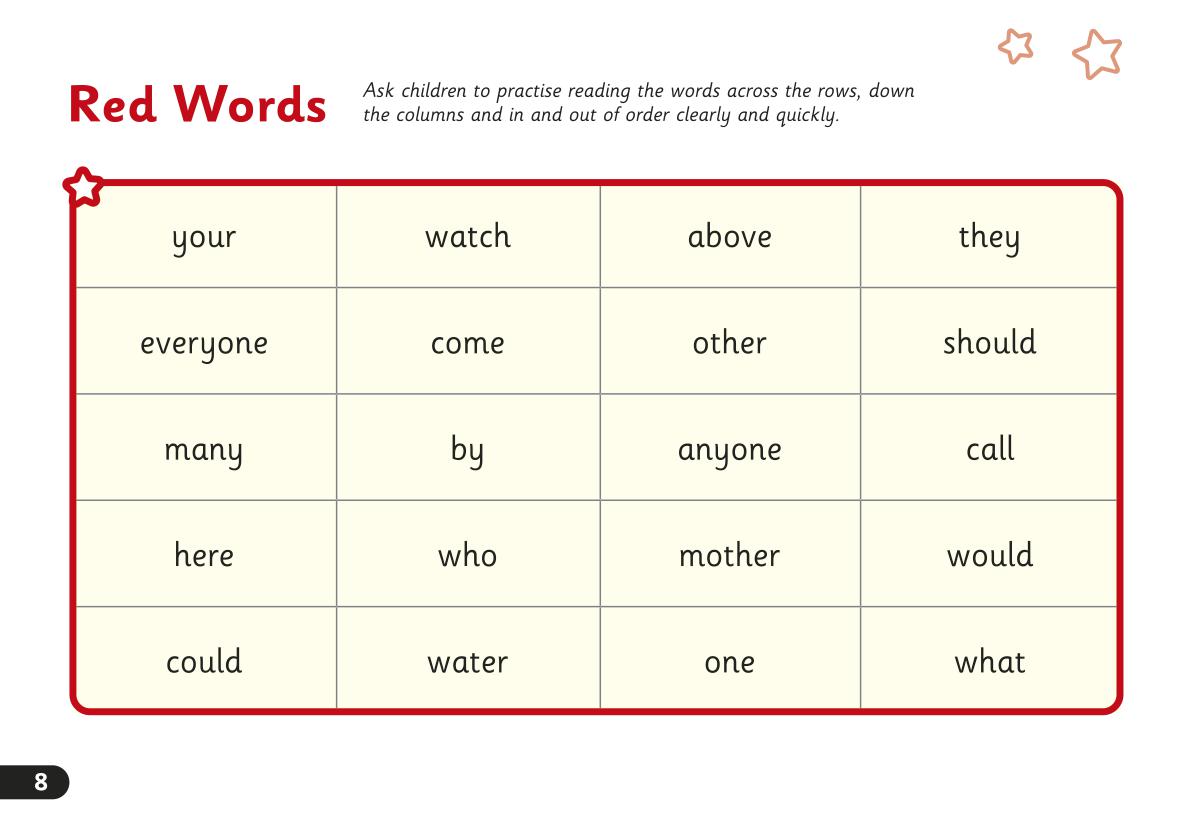 Red Words
Ask children to practise reading the words across the rows, down
the columns and in and out of order clearly and quickly.
your watch above they
everyone come other should
many by anyone call
here who mother would
could water one what
8